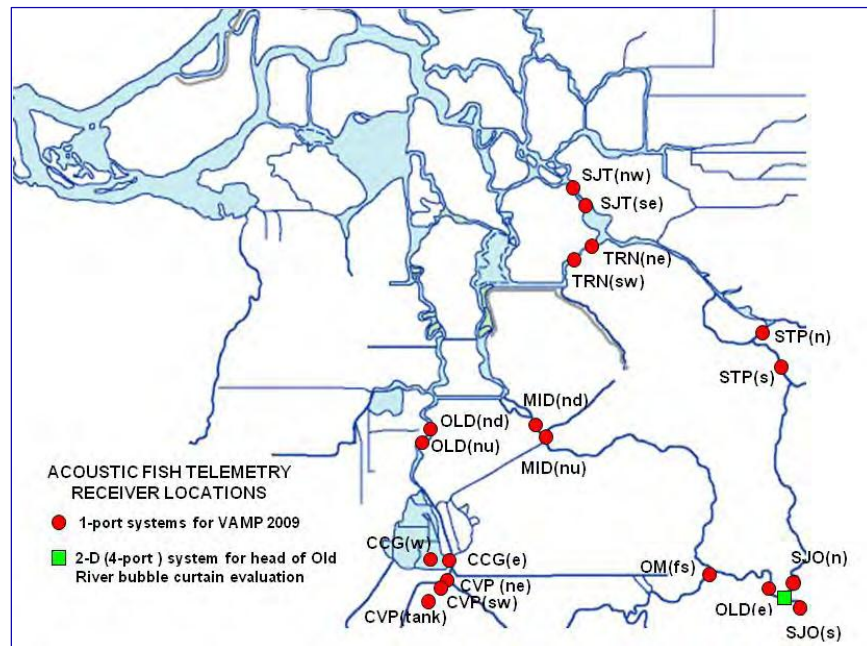 SJT(nw)
SJT(se)
TRN(ne)
TRN(sw)
STP(n)
STP(s)
MID(nd)
OLD(nd)
OLD(nu)
MID(nu)
ACOUSTIC FISH TELEMETRY
RECEIVER LOCATIONS
1-port systems for VAMP 2009
2-D (4-port ) system for head of Old
River bubble curtain evaluation
CCG(w)
CCG(e)
OM(fs)
SJO(n)
CVP (ne)
CVP(sw)
CVP(tank)
OLD(e)
SJO(s)